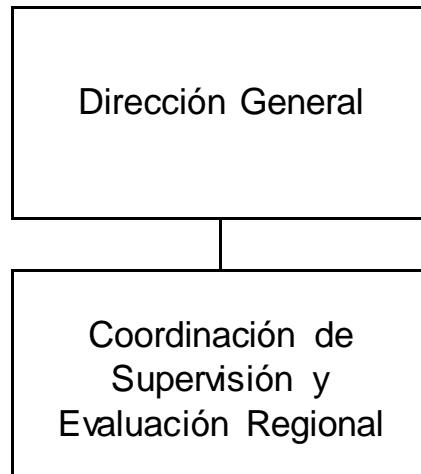 Dirección General
Coordinación de
Supervisión y
Evaluación Regional